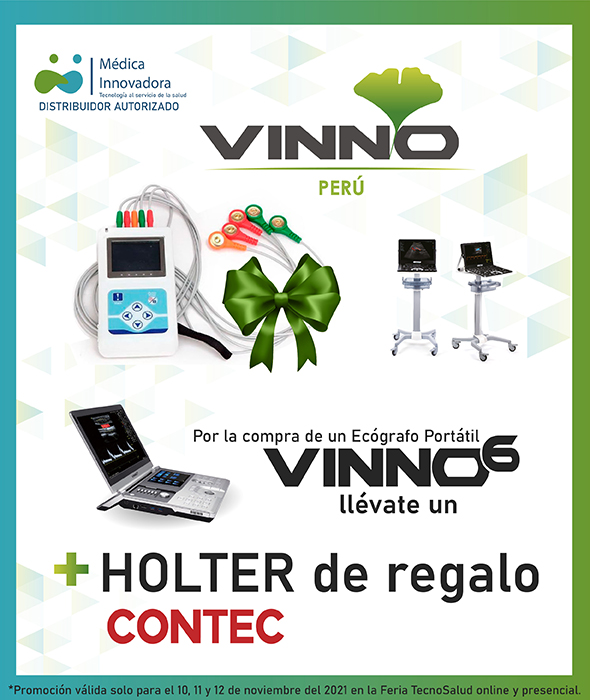 Médica
Innovadora
Tecnología al servicio de la salud
DISTRIBUIDOR AUTORIZADO
VINNO
PERÚ
Por la compra de un Ecógrafo Portátil
VINNO6
llévate un
+ HOLTER de regalo
CONTEC
*Promoción válida solo para el 10, 11 y 12 de noviembre del 2021 en la Feria TecnoSalud online y presencial.